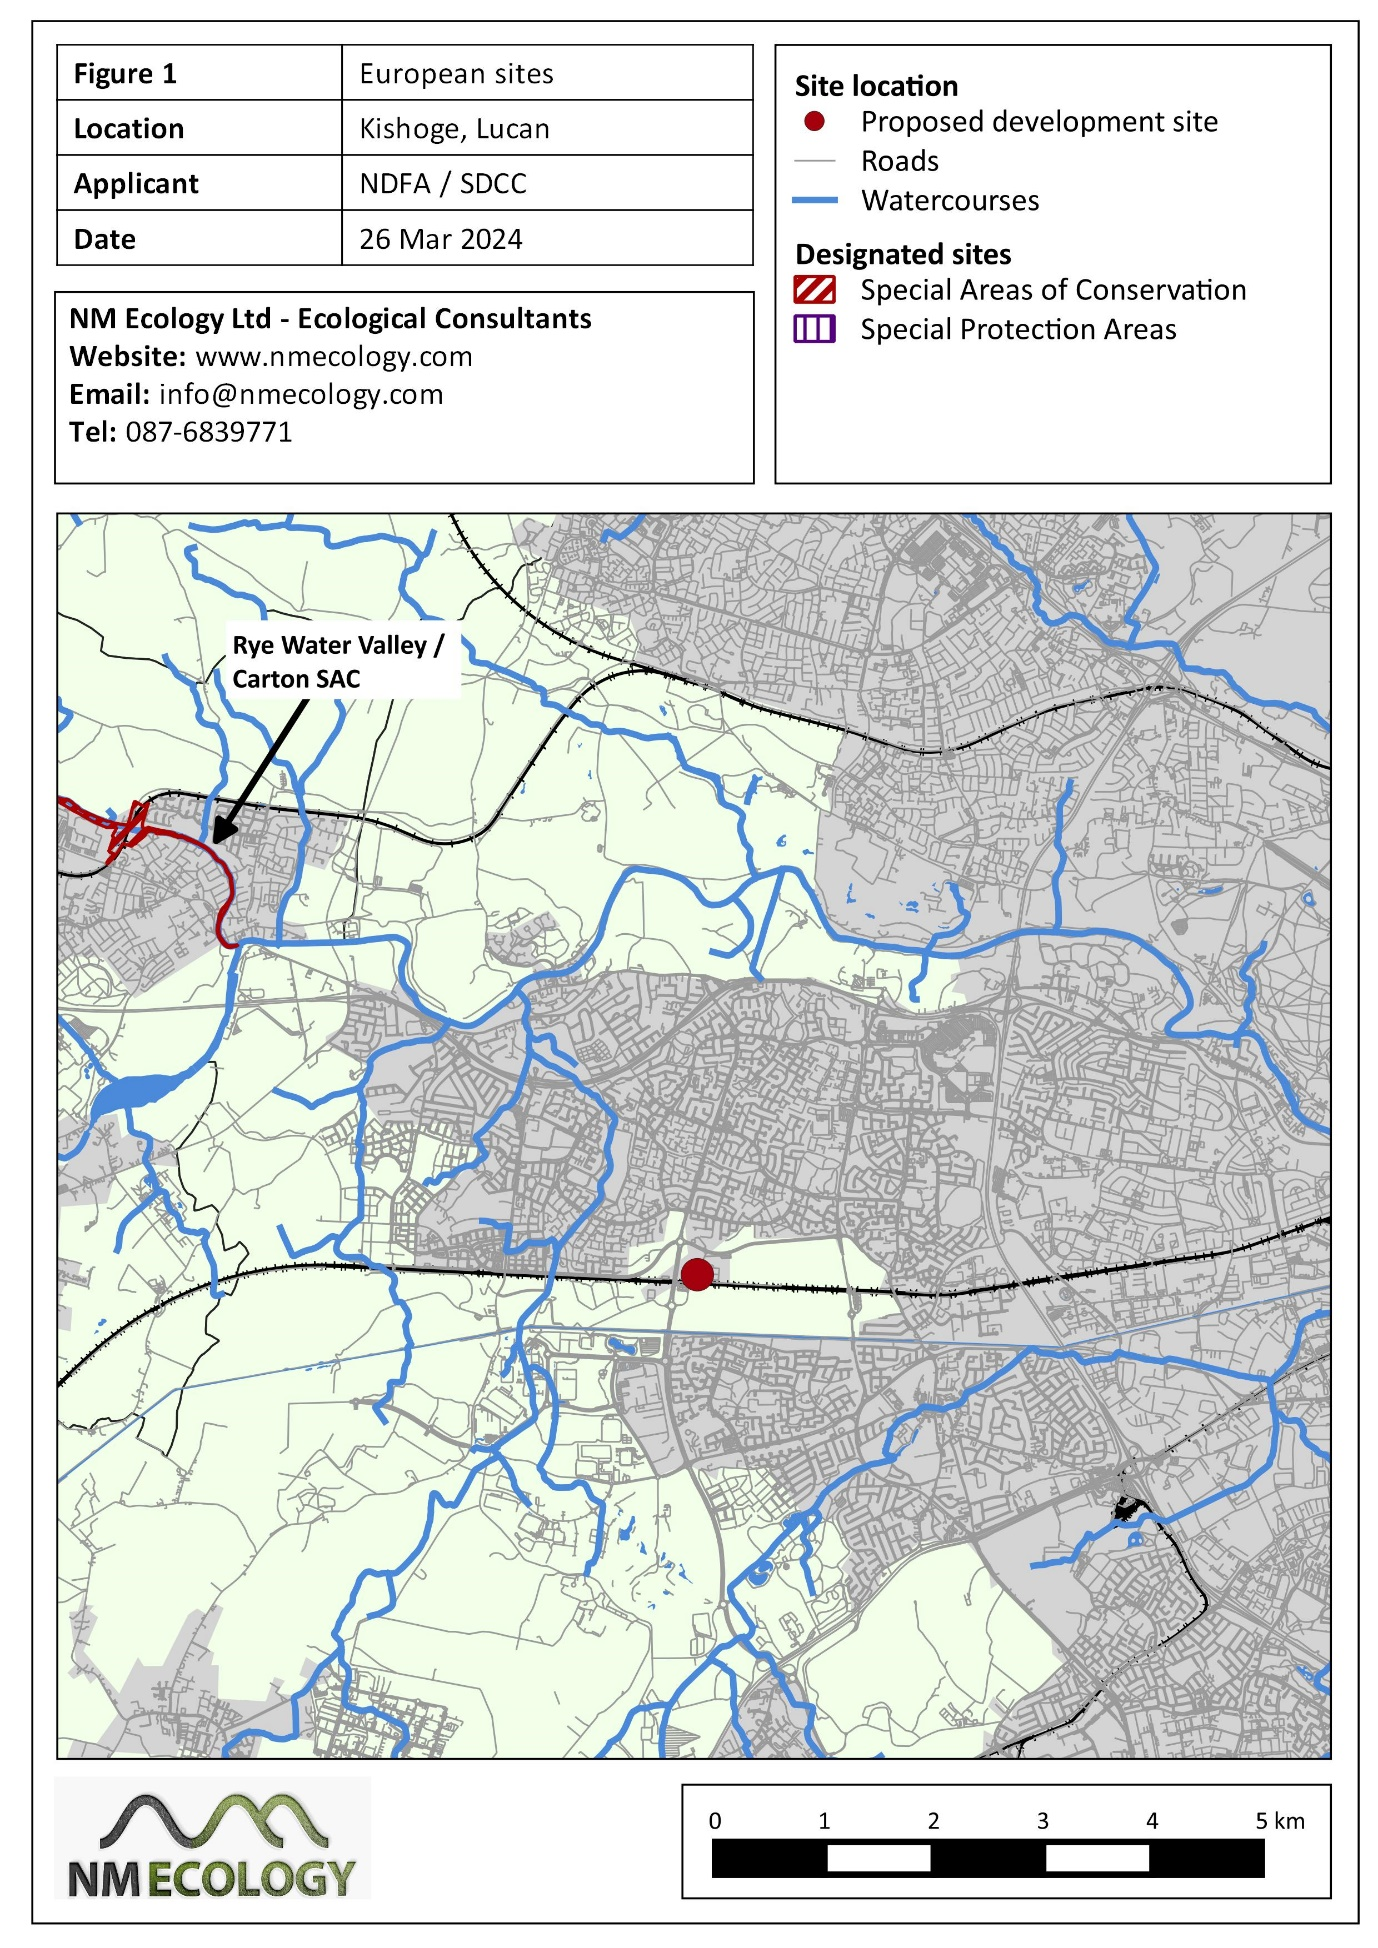 Figure 1 European sites
Location Kishoge, Lucan
Applicant NDFA / SDCC
Date 26 Mar 2024
NM Ecology Ltd - Ecological Consultants
Website: www.nmecology.com
Email: info@nmecology.com
Tel: 087-6839771
Site location
Proposed development site
Roads
Watercourses
Designated sites
Special Areas of Conservation
Special Protection Areas
Rye Water Valley /
Carton SAC
NM ECOLOGY
0 1 2 3 4 5 km